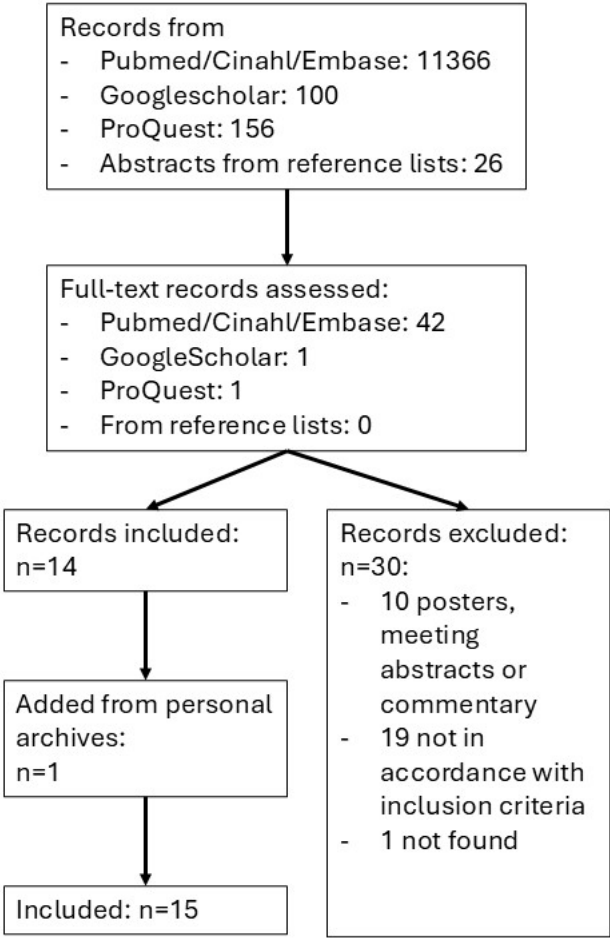 Records from
- Pubmed/Cinahl/Embase: 11366
- Googlescholar: 100
- ProQuest: 156
- Abstracts from reference lists: 26
Full-text records assessed:
- Pubmed/Cinahl/Embase: 42
- GoogleScholar: 1
- ProQuest: 1
- From reference lists: 0
Records included:
n=14
Records excluded:
n=30:
- 10 posters,
meeting
abstracts or
commentary
- 19 not in
accordance with
inclusion criteria
- 1 not found
Added from personal
archives:
n=1
Included: n=15